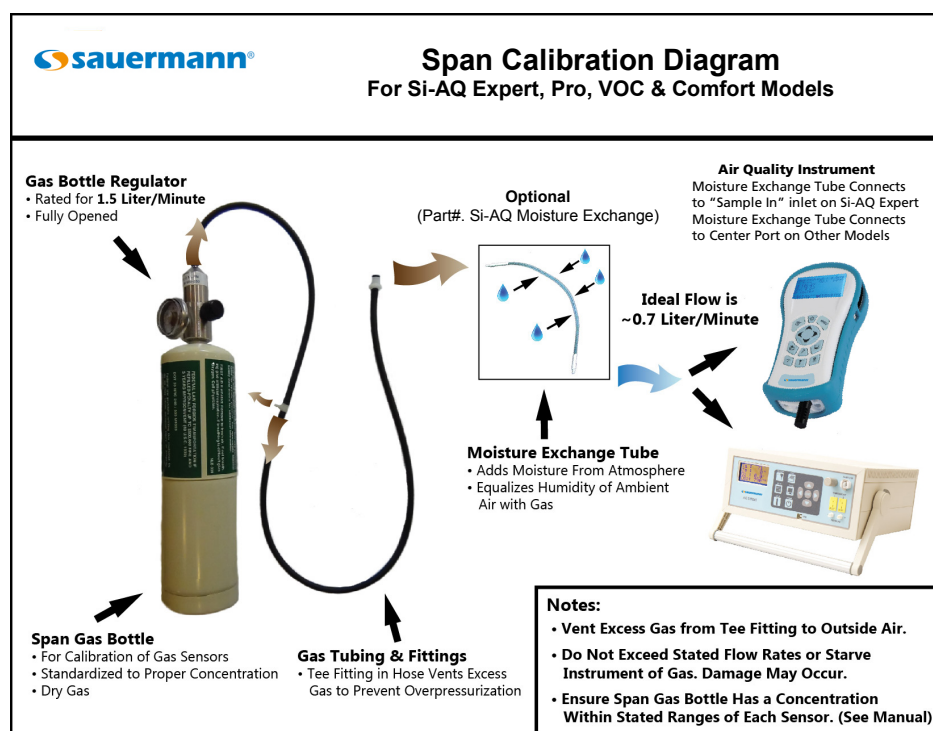 sauermann®
Span Calibration Diagram
For Si-AQ Expert, Pro, VOC & Comfort Models
Gas Bottle Regulator
• Rated for 1.5 Liter/Minute
• Fully Opened
Optional
(Part#. Si-AQ Moisture Exchange)
Air Quality Instrument
Moisture Exchange Tube Connects
to “Sample In” inlet on Si-AQ Expert
Moisture Exchange Tube Connects
to Center Port on Other Models
Ideal Flow is
~0.7 Liter/Minute
Moisture Exchange Tube
• Adds Moisture From Atmosphere
• Equalizes Humidity of Ambient
Air with Gas
Span Gas Bottle
• For Calibration of Gas Sensors
• Standardized to Proper Concentration
• Dry Gas
Gas Tubing & Fittings
• Tee Fitting in Hose Vents Excess
Gas to Prevent Overpressurization
Notes:
• Vent Excess Gas from Tee Fitting to Outside Air.
• Do Not Exceed Stated Flow Rates or Starve
Instrument of Gas. Damage May Occur.
• Ensure Span Gas Bottle Has a Concentration
Within Stated Ranges of Each Sensor. (See Manual)